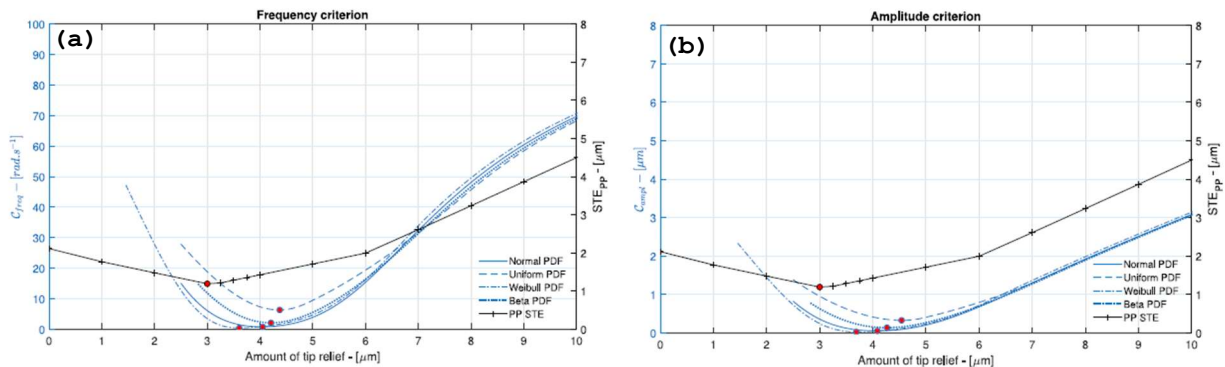 Frequency criterion
(a)
100
90
80
70
60
50
40
30
20
10
0
C_freq - [rad.s^-1]
8
7
6
5
4
3
2
1
0
STE_PP - [μm]
Normal PDF
Uniform PDF
Weibull PDF
Beta PDF
PP STE
0 1 2 3 4 5 6 7 8 9 10
Amount of tip relief - [μm]
Amplitude criterion
(b)
8
7
6
5
4
3
2
1
0
C_ampl - [μm]
8
7
6
5
4
3
2
1
0
STE_PP - [μm]
Normal PDF
Uniform PDF
Weibull PDF
Beta PDF
PP STE
0 1 2 3 4 5 6 7 8 9 10
Amount of tip relief - [μm]